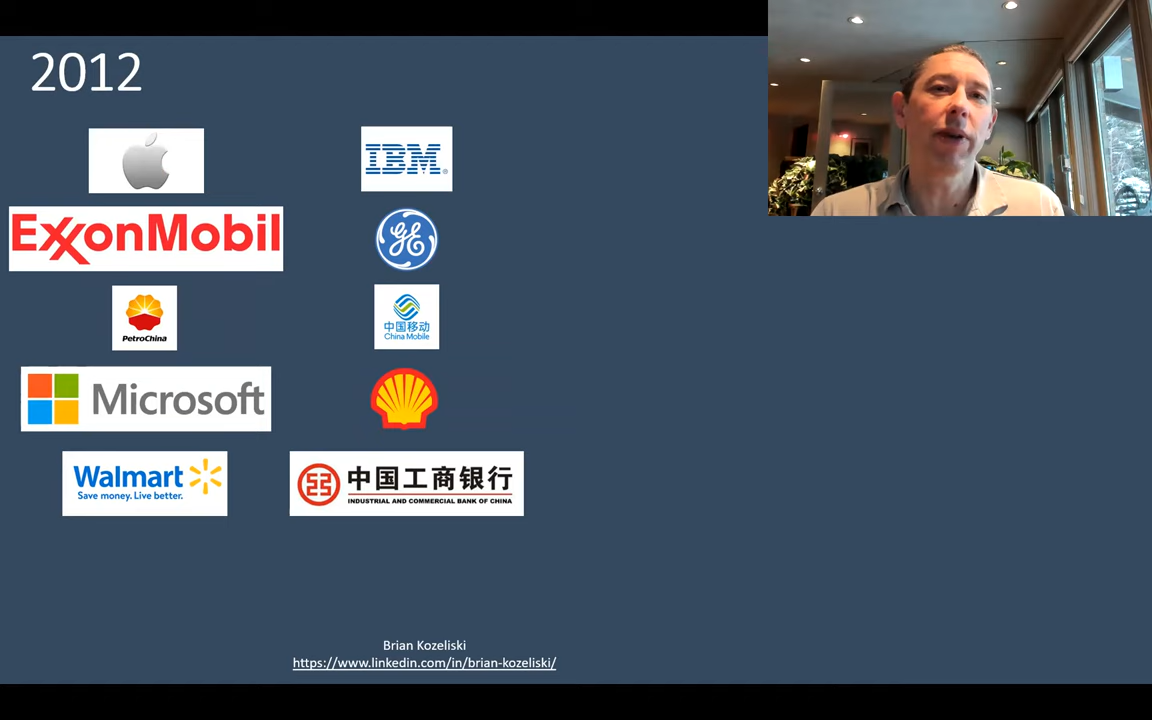 2012
IBM
ExxonMobil
GE
PetroChina
中国移动
China Mobile
Microsoft
Walmart
Save money. Live better.
中国工商银行
INDUSTRIAL AND COMMERCIAL BANK OF CHINA
Brian Kozeliski
https://www.linkedin.com/in/brian-kozeliski/